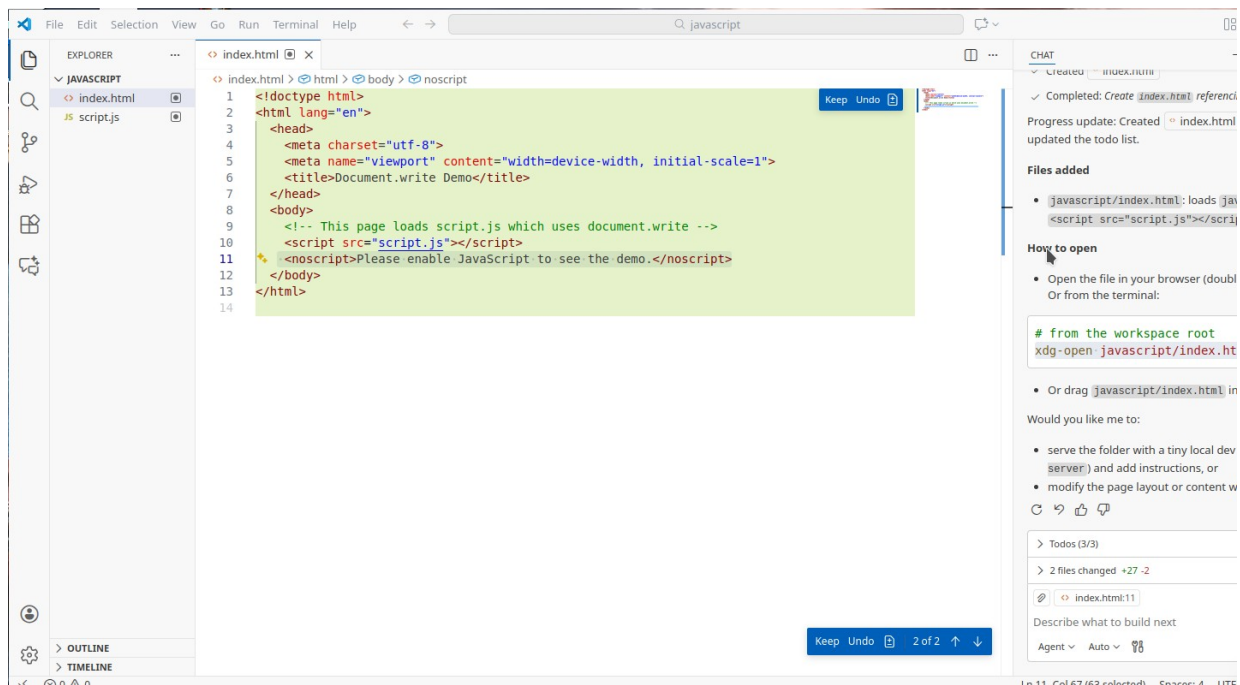 File Edit Selection View Go Run Terminal Help
javascript
EXPLORER
JAVASCRIPT
index.html
JS script.js
OUTLINE
TIMELINE
index.html
index.html > html > body > noscript
1 <!doctype html>
2 <html lang="en">
3 <head>
4 <meta charset="utf-8">
5 <meta name="viewport" content="width=device-width, initial-scale=1">
6 <title>Document.write Demo</title>
7 </head>
8 <body>
9 <!-- This page loads script.js which uses document.write -->
10 <script src="script.js"></script>
11 <noscript>Please enable JavaScript to see the demo.</noscript>
12 </body>
13 </html>
14
Keep Undo
Keep Undo 2 of 2
CHAT
Created index.html
Completed: Create index.html
Progress update: Created index.html
updated the todo list.
Files added
javascript/index.html: loads
<script src="script.js">
How to open
Open the file in your browser
Or from the terminal:
# from the workspace root
xdg-open javascript/index.ht
Or drag javascript/index.html
Would you like me to:
serve the folder with a tiny local dev
server) and add instructions, or
modify the page layout or content
Todos (3/3)
2 files changed +27 -2
index.html:11
Describe what to build next
Agent Auto
0 0
Ln 11, Col 67 (63 selected) Spaces: 4 UTF